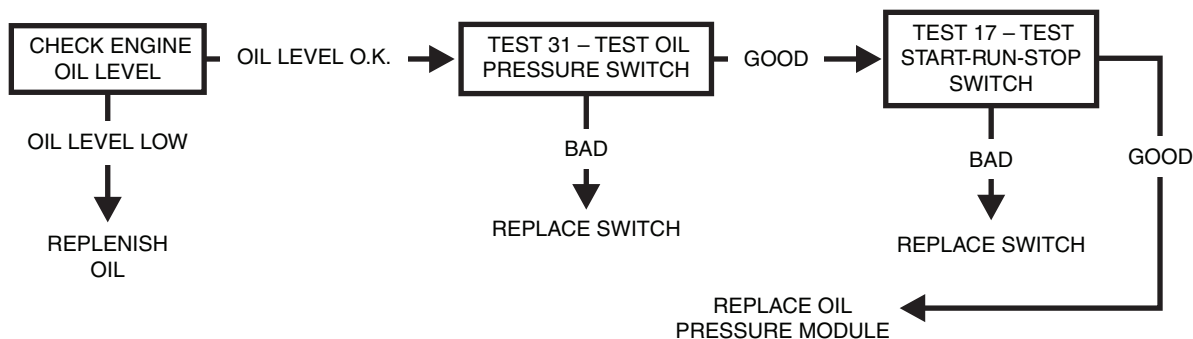 CHECK ENGINE
OIL LEVEL
OIL LEVEL O.K.
TEST 31 – TEST OIL
PRESSURE SWITCH
GOOD
TEST 17 – TEST
START-RUN-STOP
SWITCH
OIL LEVEL LOW
BAD
BAD
GOOD
REPLENISH
OIL
REPLACE SWITCH
REPLACE SWITCH
REPLACE OIL
PRESSURE MODULE